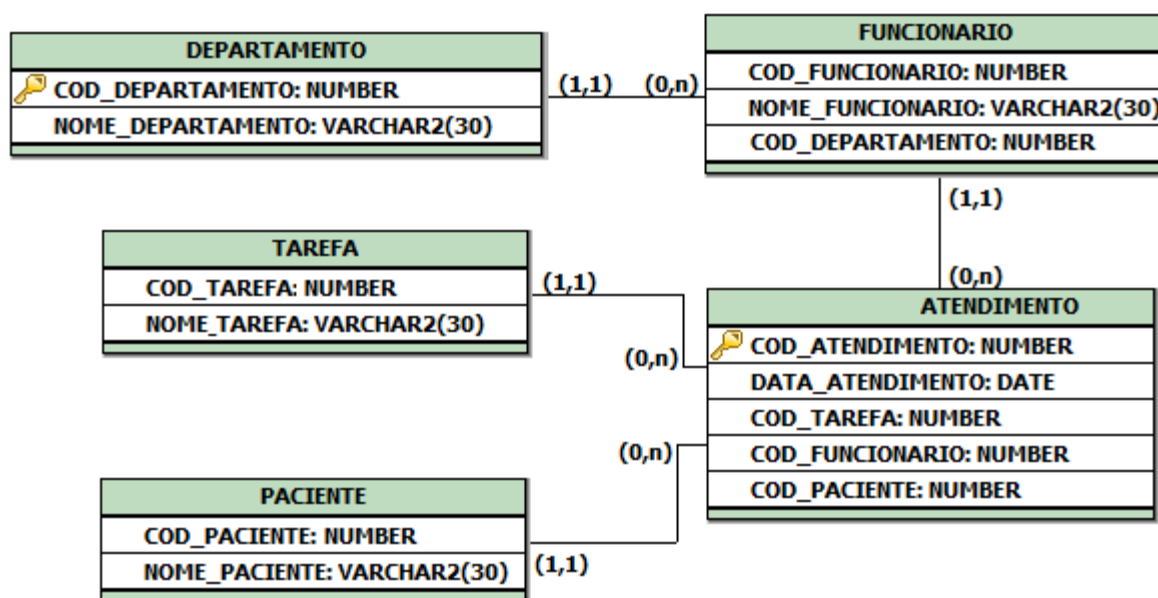 DEPARTAMENTO
COD_DEPARTAMENTO: NUMBER
NOME_DEPARTAMENTO: VARCHAR2(30)
(1,1)
(0,n)
FUNCIONARIO
COD_FUNCIONARIO: NUMBER
NOME_FUNCIONARIO: VARCHAR2(30)
COD_DEPARTAMENTO: NUMBER
(1,1)
(0,n)
TAREFA
COD_TAREFA: NUMBER
NOME_TAREFA: VARCHAR2(30)
(1,1)
(0,n)
ATENDIMENTO
COD_ATENDIMENTO: NUMBER
DATA_ATENDIMENTO: DATE
COD_TAREFA: NUMBER
COD_FUNCIONARIO: NUMBER
COD_PACIENTE: NUMBER
(0,n)
PACIENTE
COD_PACIENTE: NUMBER
NOME_PACIENTE: VARCHAR2(30)
(1,1)